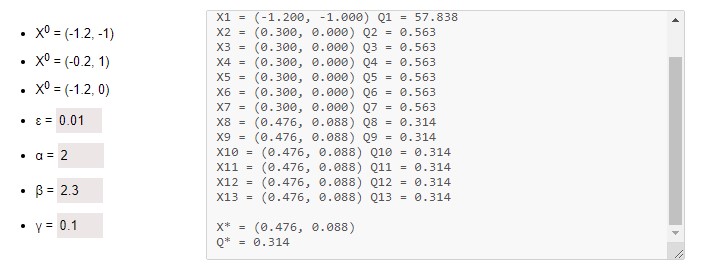 X⁰ = (-1.2, -1)
X⁰ = (-0.2, 1)
X⁰ = (-1.2, 0)
ε = 0.01
α = 2
β = 2.3
γ = 0.1
X1 = (-1.200, -1.000) Q1 = 57.838
X2 = (0.300, 0.000) Q2 = 0.563
X3 = (0.300, 0.000) Q3 = 0.563
X4 = (0.300, 0.000) Q4 = 0.563
X5 = (0.300, 0.000) Q5 = 0.563
X6 = (0.300, 0.000) Q6 = 0.563
X7 = (0.300, 0.000) Q7 = 0.563
X8 = (0.476, 0.088) Q8 = 0.314
X9 = (0.476, 0.088) Q9 = 0.314
X10 = (0.476, 0.088) Q10 = 0.314
X11 = (0.476, 0.088) Q11 = 0.314
X12 = (0.476, 0.088) Q12 = 0.314
X13 = (0.476, 0.088) Q13 = 0.314
X* = (0.476, 0.088)
Q* = 0.314